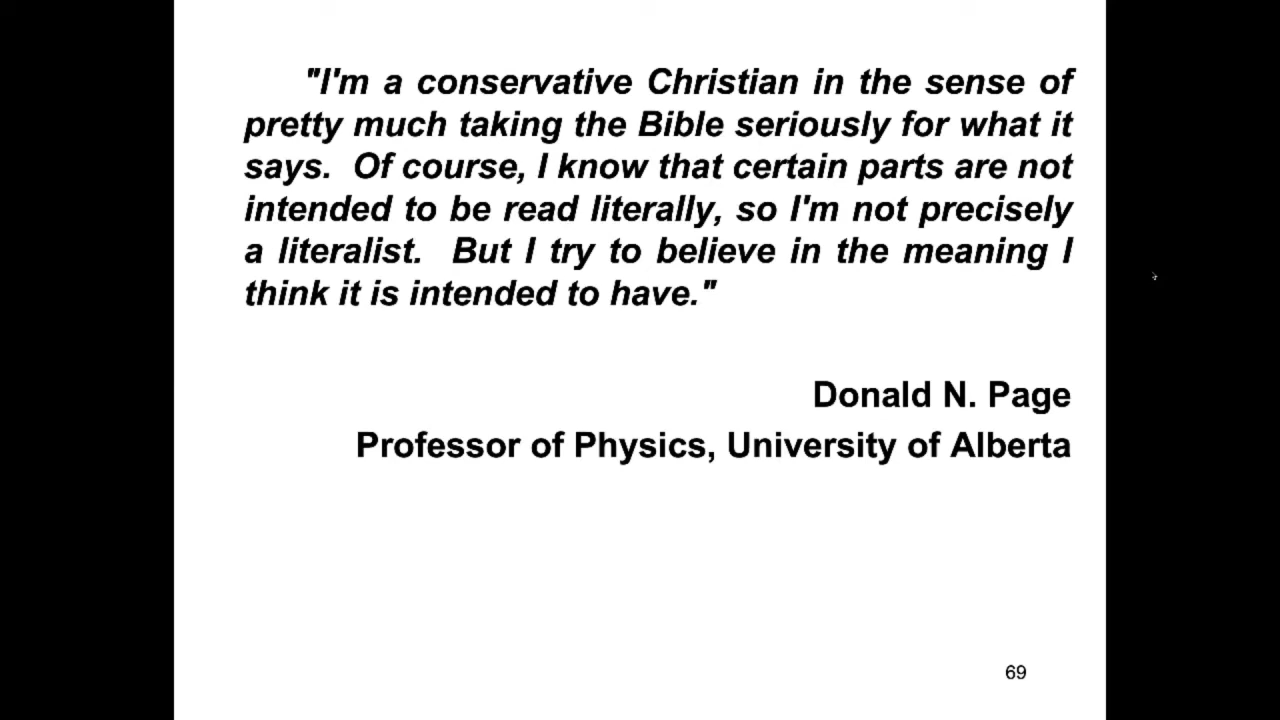 "I'm a conservative Christian in the sense of
pretty much taking the Bible seriously for what it
says.  Of course, I know that certain parts are not
intended to be read literally, so I'm not precisely
a literalist.  But I try to believe in the meaning I
think it is intended to have."
Donald N. Page
Professor of Physics, University of Alberta
69